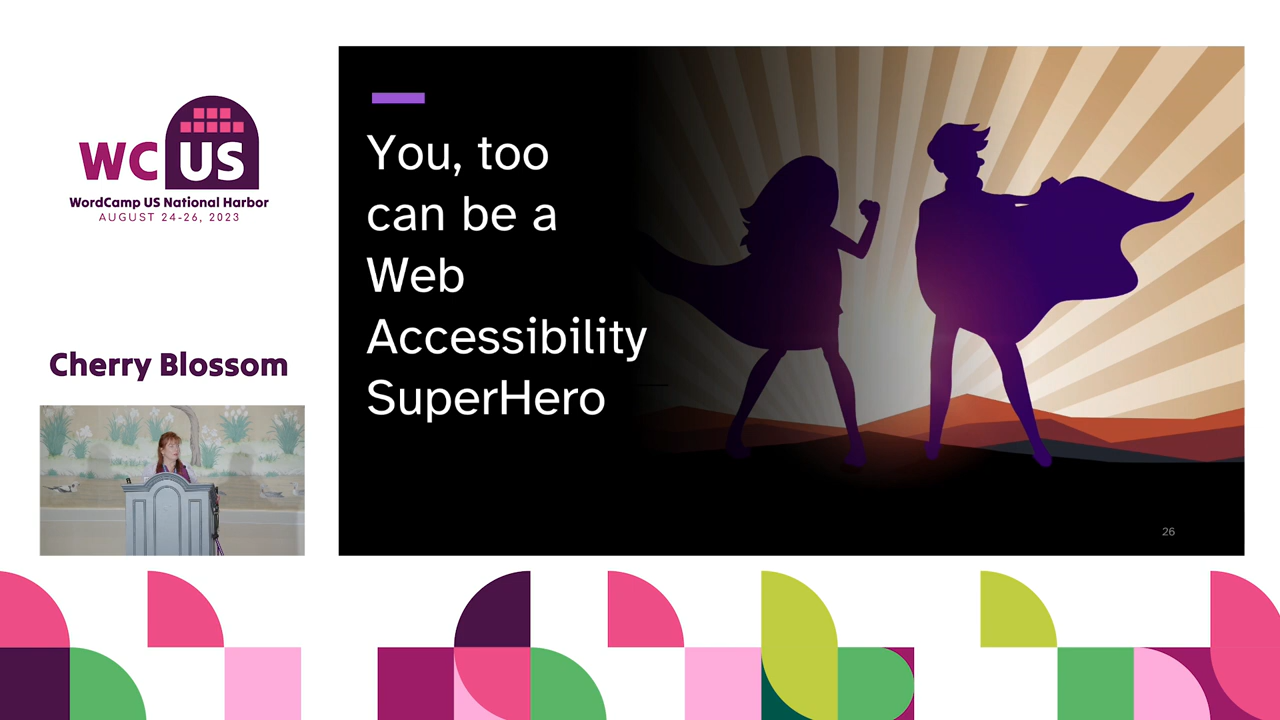 WC US
WordCamp US National Harbor
AUGUST 24-26, 2023
Cherry Blossom
You, too
can be a
Web
Accessibility
SuperHero
26